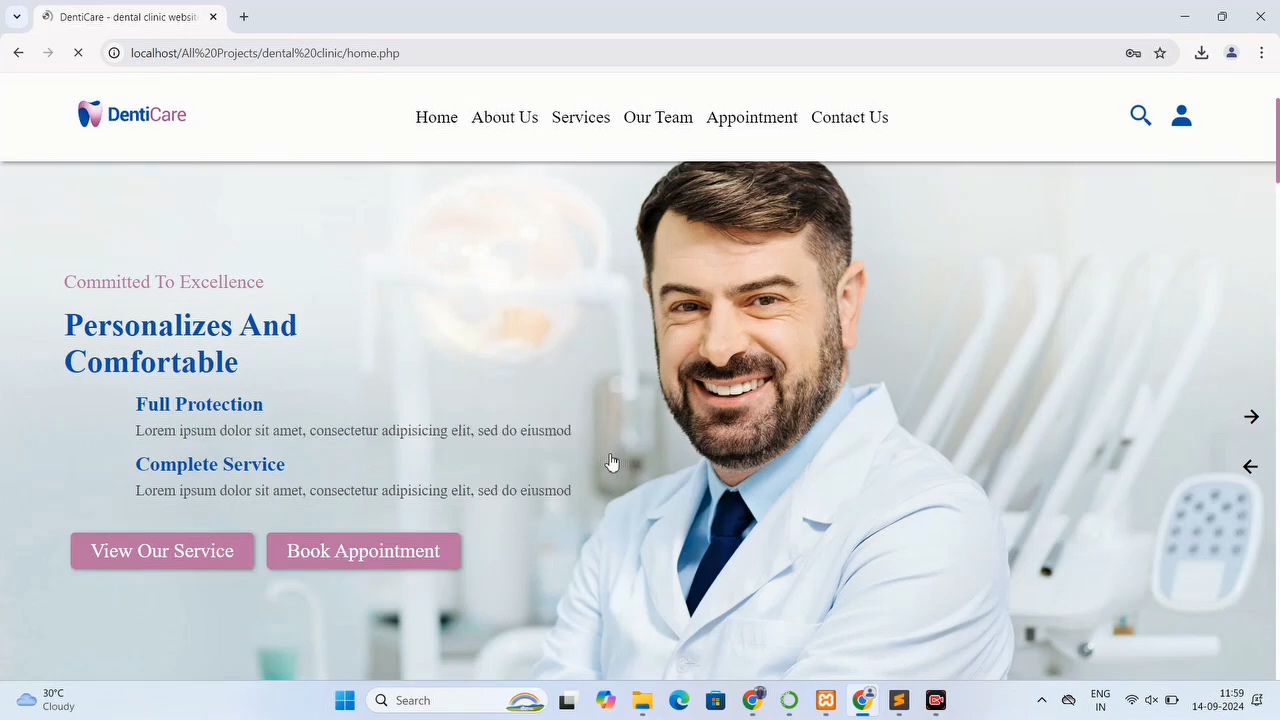 DentiCare - dental clinic websit
localhost/All%20Projects/dental%20clinic/home.php
DentiCare
Home About Us Services Our Team Appointment Contact Us
Committed To Excellence
Personalizes And
Comfortable
Full Protection
Lorem ipsum dolor sit amet, consectetur adipisicing elit, sed do eiusmod
Complete Service
Lorem ipsum dolor sit amet, consectetur adipisicing elit, sed do eiusmod
View Our Service Book Appointment
30°C
Cloudy
Search
ENG
IN
11:59
14-09-2024